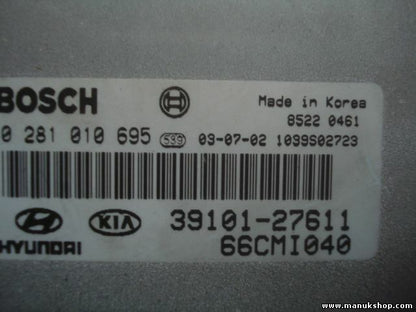 BOSCH
Made in Korea
8522 0461
0 281 010 695 S39 03-07-02 1039S02723
HYUNDAI KIA 39101-27611
66CMI040
www.manukshop.com